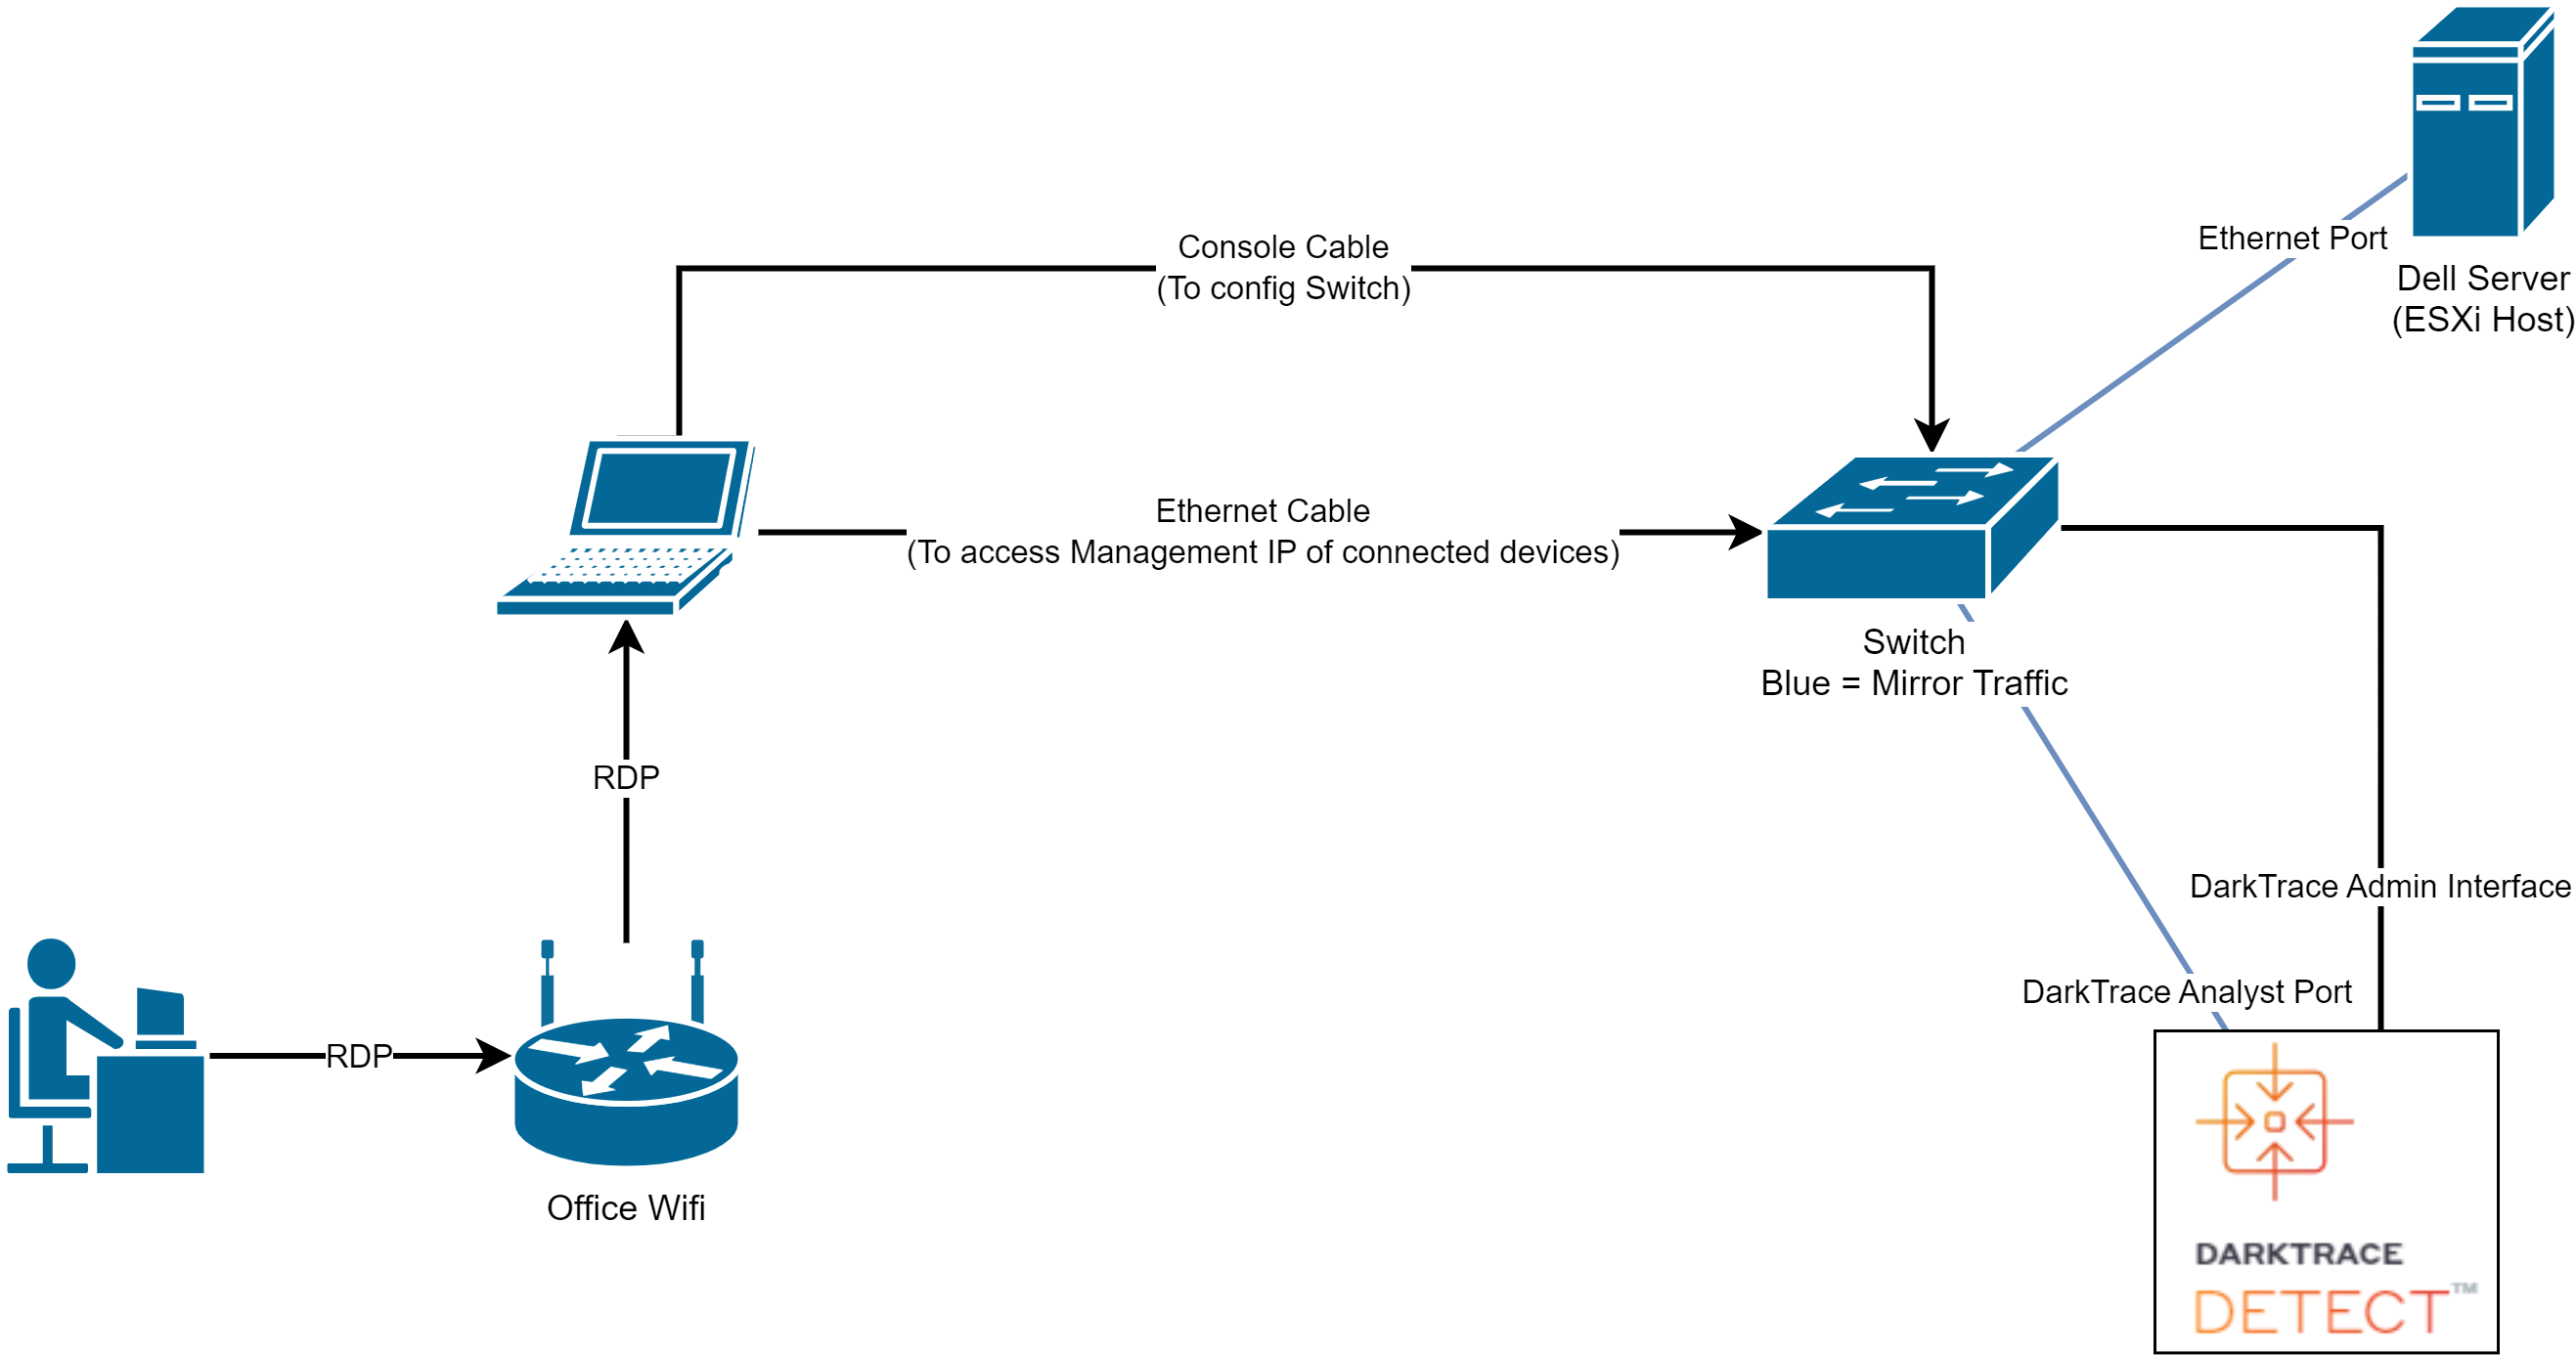 Ethernet Port
Dell Server
(ESXi Host)
Console Cable
(To config Switch)
Ethernet Cable
(To access Management IP of connected devices)
Switch
Blue = Mirror Traffic
RDP
DarkTrace Admin Interface
DarkTrace Analyst Port
RDP
Office Wifi
DARKTRACE
DETECT™